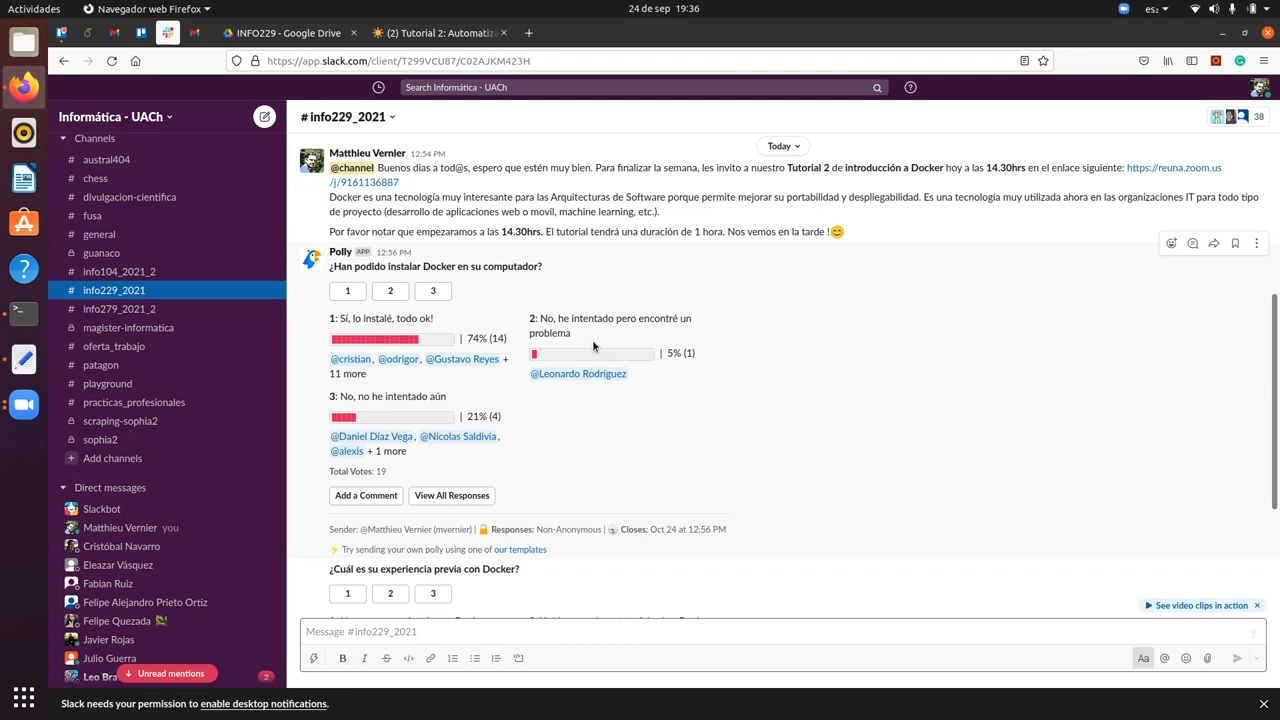 Actividades
Navegador web Firefox
24 de sep 19:36
es₂
INFO229 - Google Drive
(2) Tutorial 2: Automatiza
https://app.slack.com/client/T299VCU87/C02AJKM423H
Search Informática - UACh
Informática - UACh
# info229_2021
38
Channels
# austral404
# chess
# divulgacion-cientifica
# fusa
# general
guanaco
# info104_2021_2
# info229_2021
# info279_2021_2
magister-informatica
# oferta_trabajo
# patagon
# playground
# practicas_profesionales
scraping-sophia2
sophia2
Add channels
Direct messages
Slackbot
Matthieu Vernier you
Cristóbal Navarro
Eleazar Vásquez
Fabian Ruiz
Felipe Alejandro Prieto Ortiz
Felipe Quezada
Javier Rojas
Julio Guerra
Leo Bra
2
Unread mentions
Today
Matthieu Vernier 12:54 PM
@channel Buenos días a tod@s, espero que estén muy bien. Para finalizar la semana, les invito a nuestro Tutorial 2 de introducción a Docker hoy a las 14.30hrs en el enlace siguiente: https://reuna.zoom.us
/j/9161136887
Docker es una tecnología muy interesante para las Arquitecturas de Software porque permite mejorar su portabilidad y despliegabilidad. Es una tecnología muy utilizada ahora en las organizaciones IT para todo tipo
de proyecto (desarrollo de aplicaciones web o movil, machine learning, etc.).
Por favor notar que empezaramos a las 14.30hrs. El tutorial tendrá una duración de 1 hora. Nos vemos en la tarde !😊
Polly APP 12:56 PM
¿Han podido instalar Docker en su computador?
1 2 3
1: Sí, lo instalé, todo ok!
| 74% (14)
@cristian, @odrigor, @Gustavo Reyes +
11 more
2: No, he intentado pero encontré un
problema
| 5% (1)
@Leonardo Rodríguez
3: No, no he intentado aún
| 21% (4)
@Daniel Díaz Vega, @Nicolas Saldivia,
@alexis + 1 more
Total Votes: 19
Add a Comment
View All Responses
Sender: @Matthieu Vernier (mvernier) | 🔒 Responses: Non-Anonymous | Closes: Oct 24 at 12:56 PM
⚡ Try sending your own polly using one of our templates
¿Cuál es su experiencia previa con Docker?
1 2 3
See video clips in action
Message #info229_2021
Aa
Slack needs your permission to enable desktop notifications.